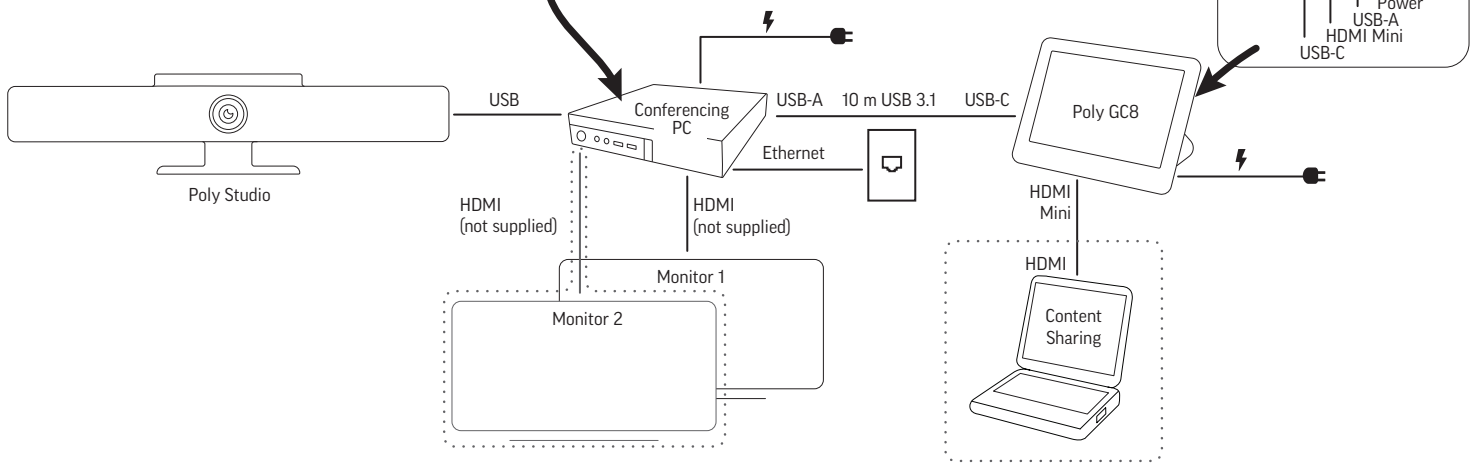 Power
USB-A
HDMI Mini
USB-C
USB
Conferencing
PC
USB-A 10 m USB 3.1 USB-C
Poly GC8
Ethernet
Poly Studio
HDMI
(not supplied)
HDMI
(not supplied)
HDMI
Mini
Monitor 1
Monitor 2
HDMI
Content
Sharing